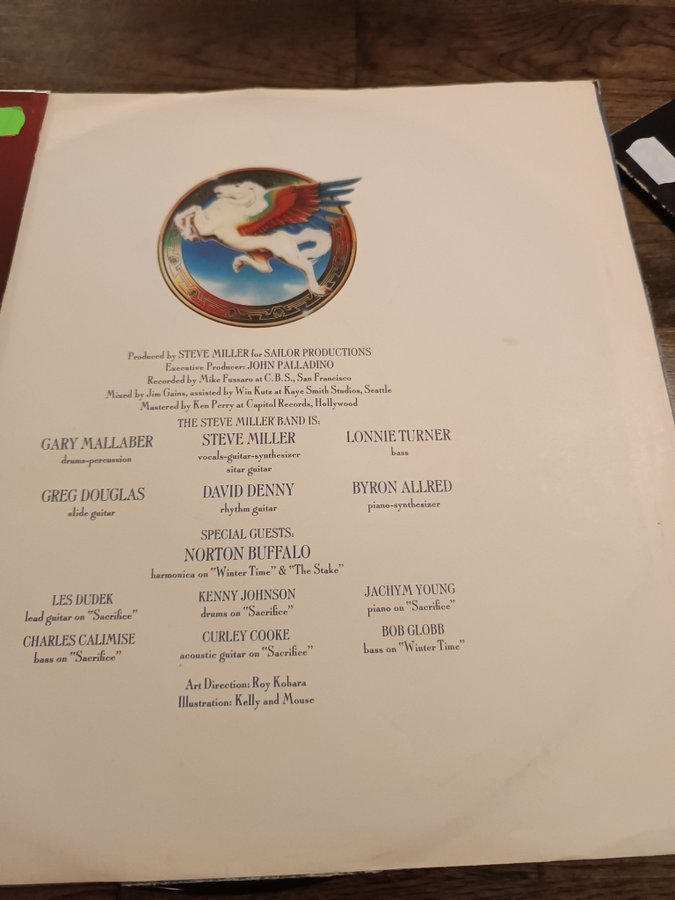 Produced by STEVE MILLER for SAILOR PRODUCTIONS
Executive Producer: JOHN PALLADINO
Recorded by Mike Fussaro at C.B.S., San Francisco
Mixed by Jim Gains, assisted by Win Kutz at Kaye Smith Studios, Seattle
Mastered by Ken Perry at Capitol Records, Hollywood
THE STEVE MILLER BAND IS:
GARY MALLABER
drums-percussion
STEVE MILLER
vocals-guitar-synthesizer
sitar guitar
LONNIE TURNER
bass
GREG DOUGLAS
slide guitar
DAVID DENNY
rhythm guitar
BYRON ALLRED
piano-synthesizer
SPECIAL GUESTS:
NORTON BUFFALO
harmonica on "Winter Time" & "The Stake"
LES DUDEK
lead guitar on "Sacrifice"
KENNY JOHNSON
drums on "Sacrifice"
JACHYM YOUNG
piano on "Sacrifice"
CHARLES CALIMISE
bass on "Sacrifice"
CURLEY COOKE
acoustic guitar on "Sacrifice"
BOB GLOBB
bass on "Winter Time"
Art Direction: Roy Kohara
Illustration: Kelly and Mouse